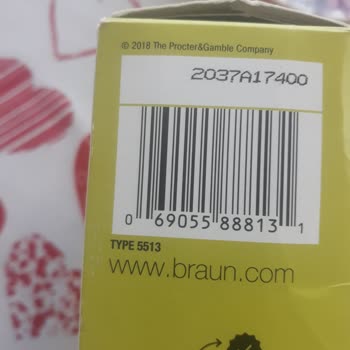 © 2018 The Procter&Gamble Company
2037A17400
0 69055 88813 1
TYPE 5513
www.braun.com